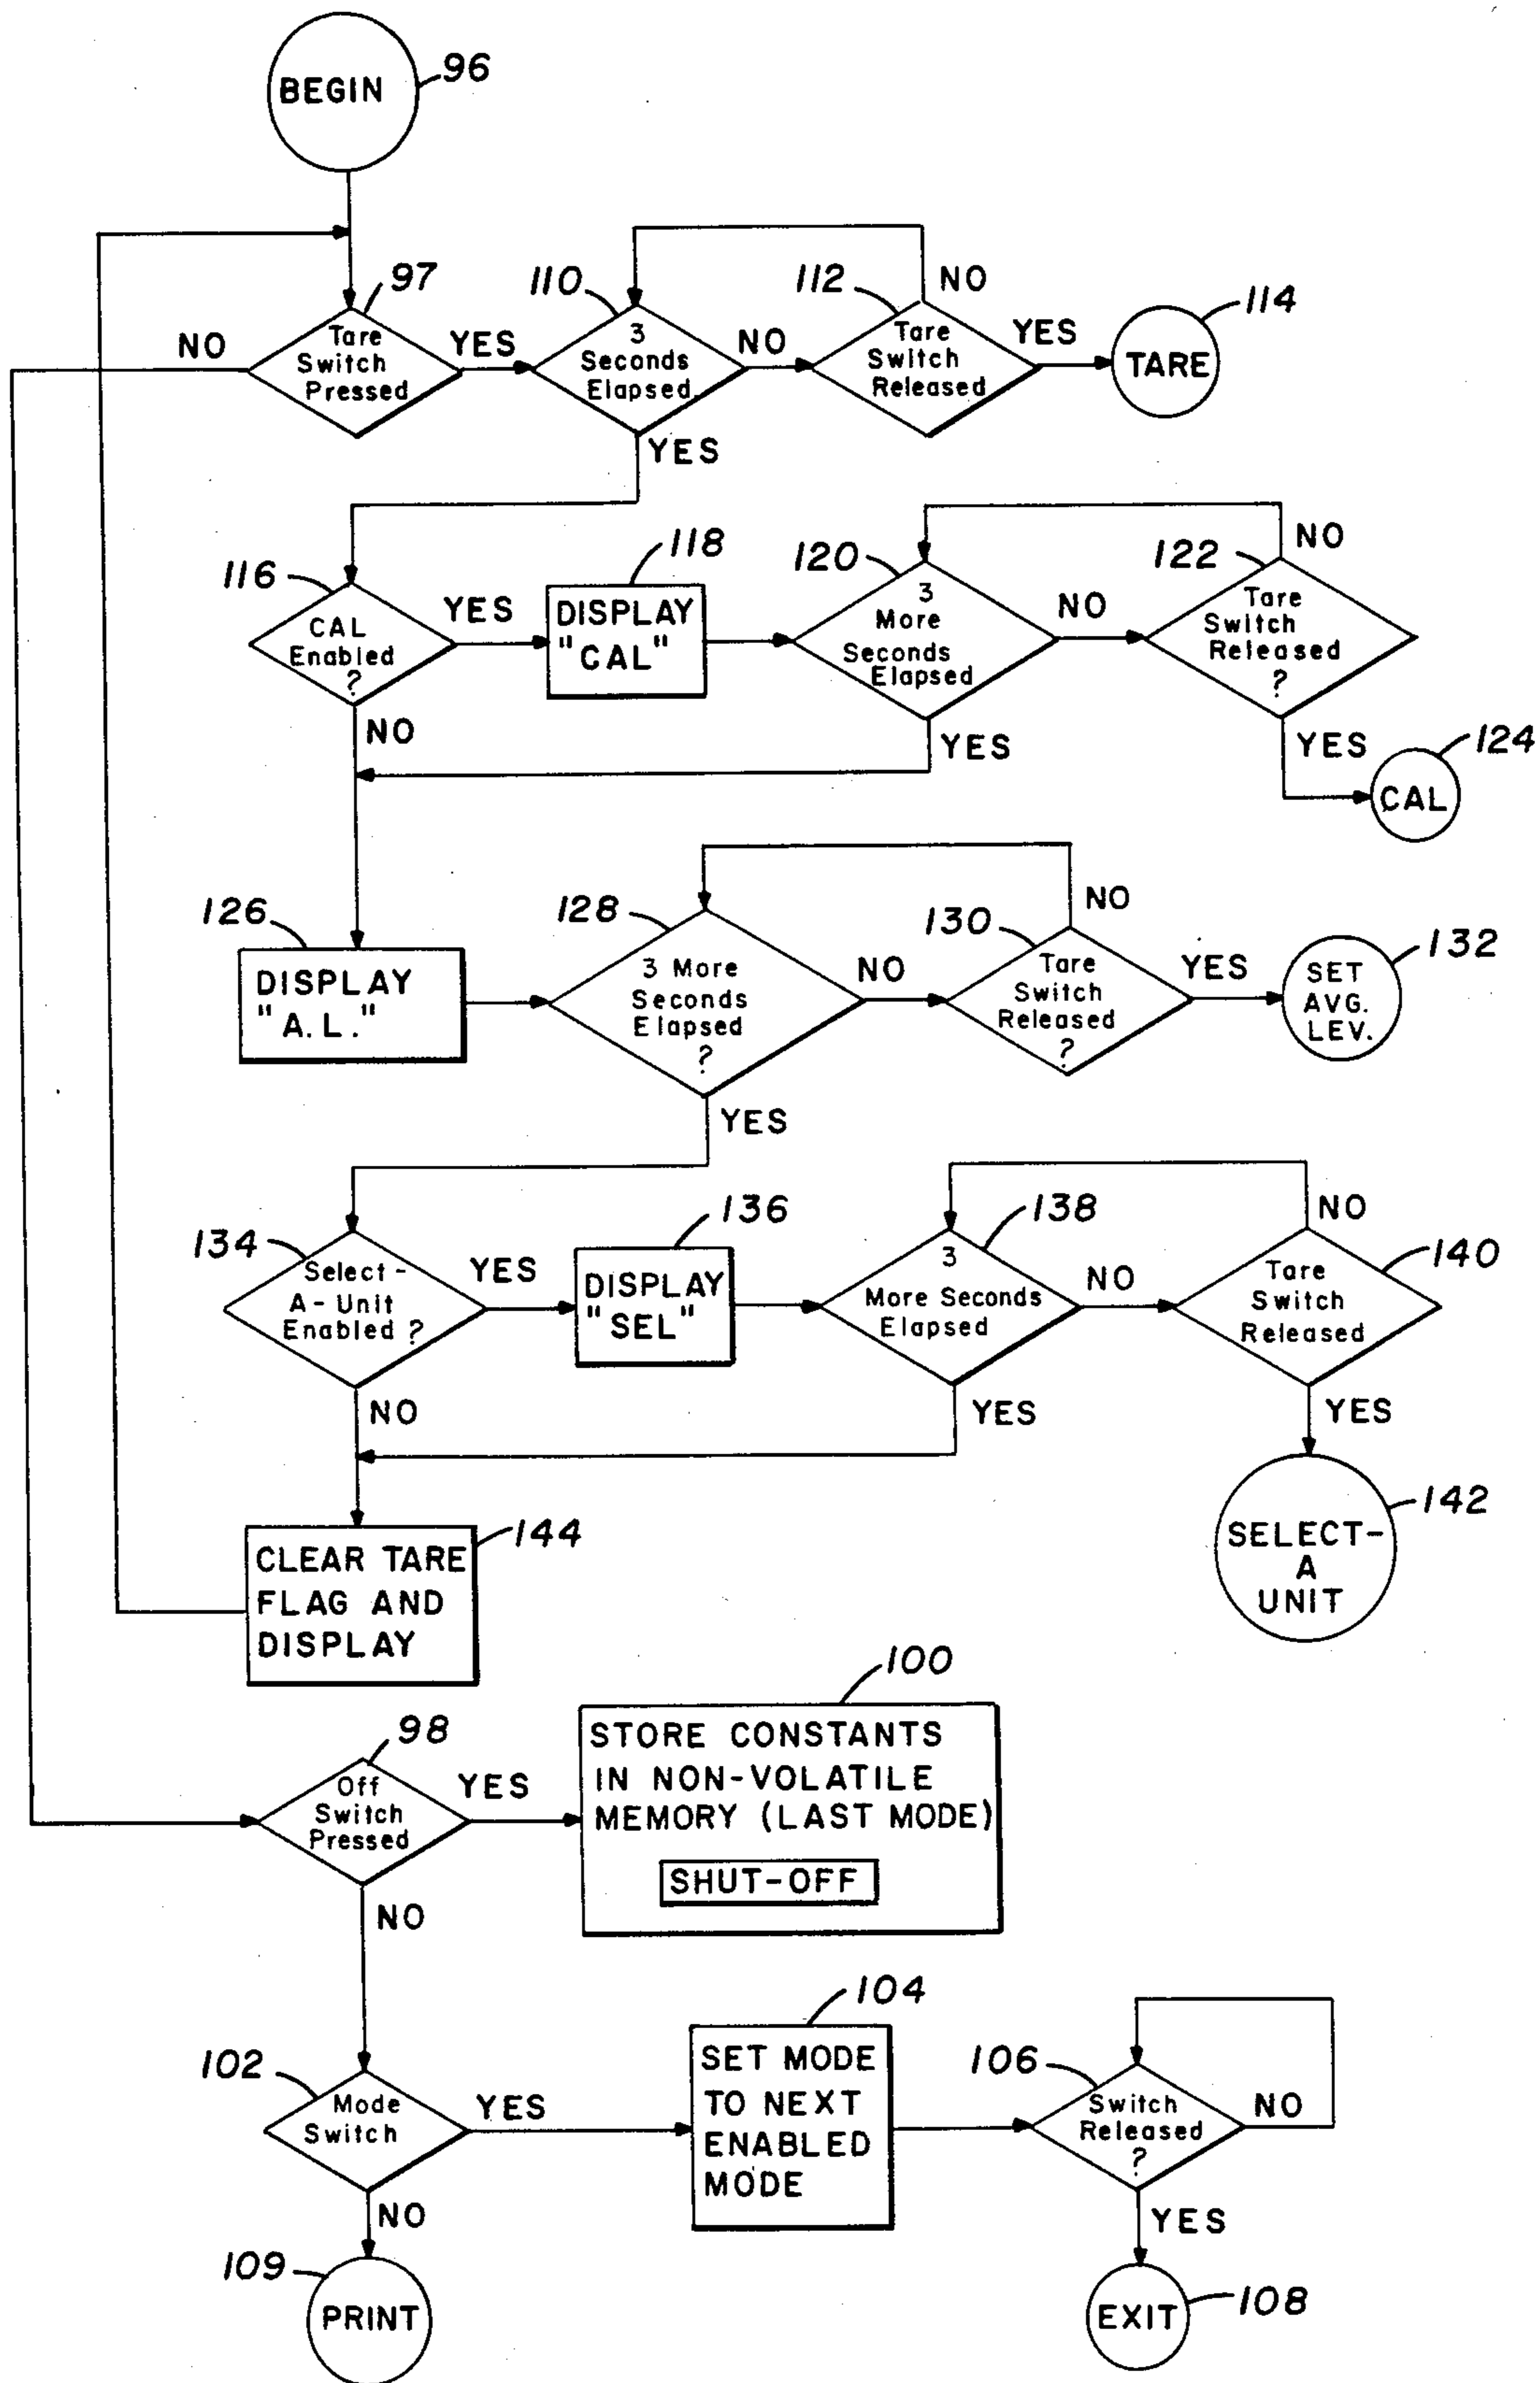 BEGIN
96
97
110
112
NO
114
Tare
Switch
Pressed
NO
YES
3
Seconds
Elapsed
NO
Tare
Switch
Released
YES
TARE
YES
116
118
120
122
NO
CAL
Enabled
?
YES
DISPLAY
"CAL"
3
More
Seconds
Elapsed
NO
Tare
Switch
Released
?
NO
YES
YES
124
CAL
126
128
130
NO
132
DISPLAY
"A.L."
3 More
Seconds
Elapsed
?
NO
Tare
Switch
Released
?
YES
SET
AVG.
LEV.
YES
134
136
138
NO
140
Select-
A-Unit
Enabled ?
YES
DISPLAY
"SEL"
3
More Seconds
Elapsed
NO
Tare
Switch
Released
NO
YES
YES
144
142
CLEAR TARE
FLAG AND
DISPLAY
SELECT-
A
UNIT
98
100
Off
Switch
Pressed
YES
STORE CONSTANTS
IN NON-VOLATILE
MEMORY (LAST MODE)
SHUT-OFF
NO
102
104
106
Mode
Switch
YES
SET MODE
TO NEXT
ENABLED
MODE
Switch
Released
?
NO
NO
YES
109
PRINT
EXIT
108